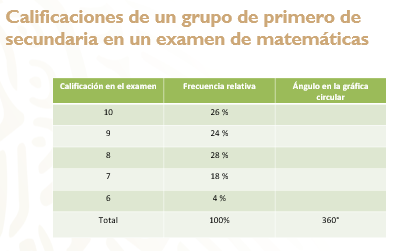 Calificaciones de un grupo de primero de
secundaria en un examen de matemáticas
Calificación en el examen Frecuencia relativa Ángulo en la gráfica
circular
10 26 %
9 24 %
8 28 %
7 18 %
6 4 %
Total 100% 360°